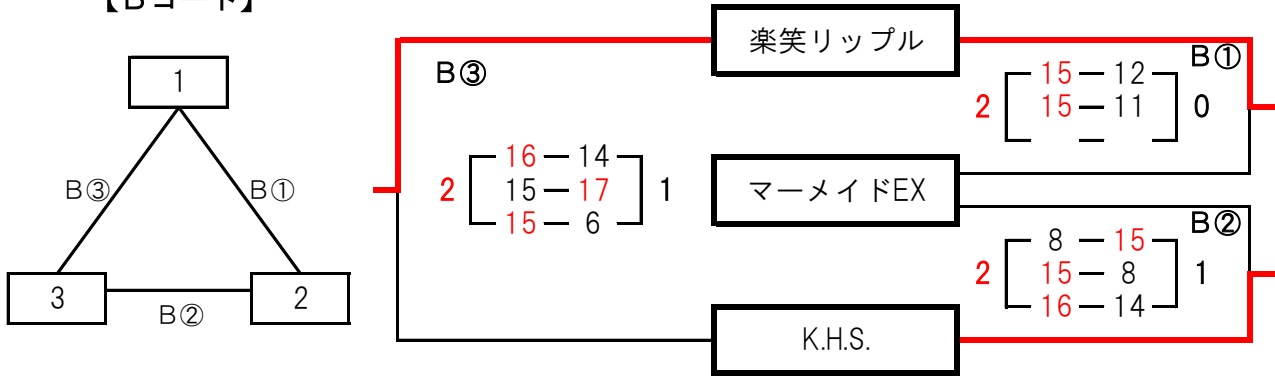 【Bコート】
1
B③
B①
3
B②
2
楽笑リップル
B③
16 ― 14
2 15 ― 17 1
15 ― 6
マーメイドEX
K.H.S.
B①
15 ― 12
2 15 ― 11 0
―
B②
8 ― 15
2 15 ― 8 1
16 ― 14